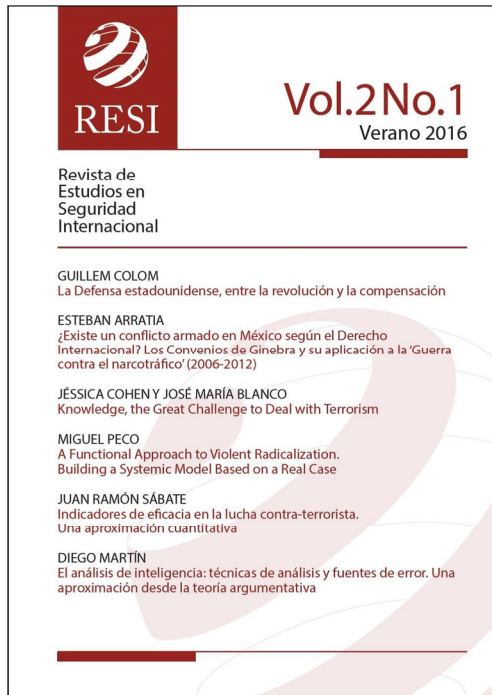 RESI
Vol.2No.1
Verano 2016
Revista de
Estudios en
Seguridad
Internacional
GUILLEM COLOM
La Defensa estadounidense, entre la revolución y la compensación
ESTEBAN ARRATIA
¿Existe un conflicto armado en México según el Derecho
Internacional? Los Convenios de Ginebra y su aplicación a la ‘Guerra
contra el narcotráfico’ (2006-2012)
JÉSSICA COHEN Y JOSÉ MARÍA BLANCO
Knowledge, the Great Challenge to Deal with Terrorism
MIGUEL PECO
A Functional Approach to Violent Radicalization.
Building a Systemic Model Based on a Real Case
JUAN RAMÓN SÁBATE
Indicadores de eficacia en la lucha contra-terrorista.
Una aproximación cuantitativa
DIEGO MARTÍN
El análisis de inteligencia: técnicas de análisis y fuentes de error. Una
aproximación desde la teoría argumentativa